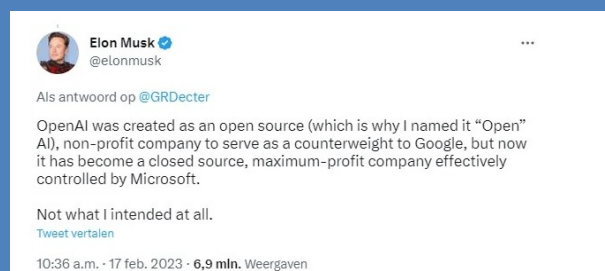 Elon Musk
@elonmusk
Als antwoord op @GRDecter
OpenAI was created as an open source (which is why I named it “Open”
AI), non-profit company to serve as a counterweight to Google, but now
it has become a closed source, maximum-profit company effectively
controlled by Microsoft.
Not what I intended at all.
Tweet vertalen
10:36 a.m. · 17 feb. 2023 · 6,9 mln. Weergaven